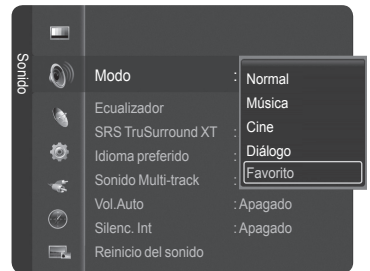 Sonido
Modo :
Normal
Música
Cine
Diálogo
Favorito
Ecualizador
SRS TruSurround XT :
Idioma preferido :
Sonido Multi-track :
Vol.Auto : Apagado
Silenc. Int : Apagado
Reinicio del sonido